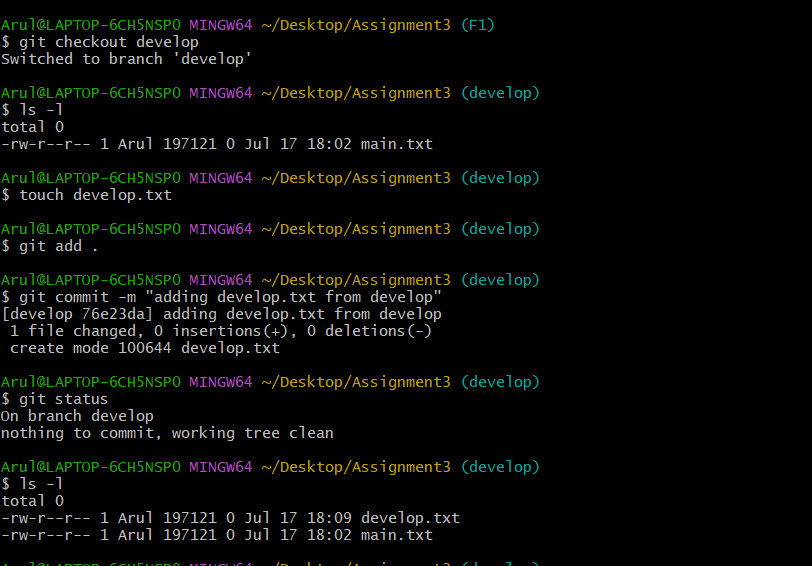 Arul@LAPTOP-6CH5NSP0 MINGW64 ~/Desktop/Assignment3 (F1)
$ git checkout develop
Switched to branch 'develop'
Arul@LAPTOP-6CH5NSP0 MINGW64 ~/Desktop/Assignment3 (develop)
$ ls -l
total 0
-rw-r--r-- 1 Arul 197121 0 Jul 17 18:02 main.txt
Arul@LAPTOP-6CH5NSP0 MINGW64 ~/Desktop/Assignment3 (develop)
$ touch develop.txt
Arul@LAPTOP-6CH5NSP0 MINGW64 ~/Desktop/Assignment3 (develop)
$ git add .
Arul@LAPTOP-6CH5NSP0 MINGW64 ~/Desktop/Assignment3 (develop)
$ git commit -m "adding develop.txt from develop"
[develop 76e23da] adding develop.txt from develop
 1 file changed, 0 insertions(+), 0 deletions(-)
 create mode 100644 develop.txt
Arul@LAPTOP-6CH5NSP0 MINGW64 ~/Desktop/Assignment3 (develop)
$ git status
On branch develop
nothing to commit, working tree clean
Arul@LAPTOP-6CH5NSP0 MINGW64 ~/Desktop/Assignment3 (develop)
$ ls -l
total 0
-rw-r--r-- 1 Arul 197121 0 Jul 17 18:09 develop.txt
-rw-r--r-- 1 Arul 197121 0 Jul 17 18:02 main.txt